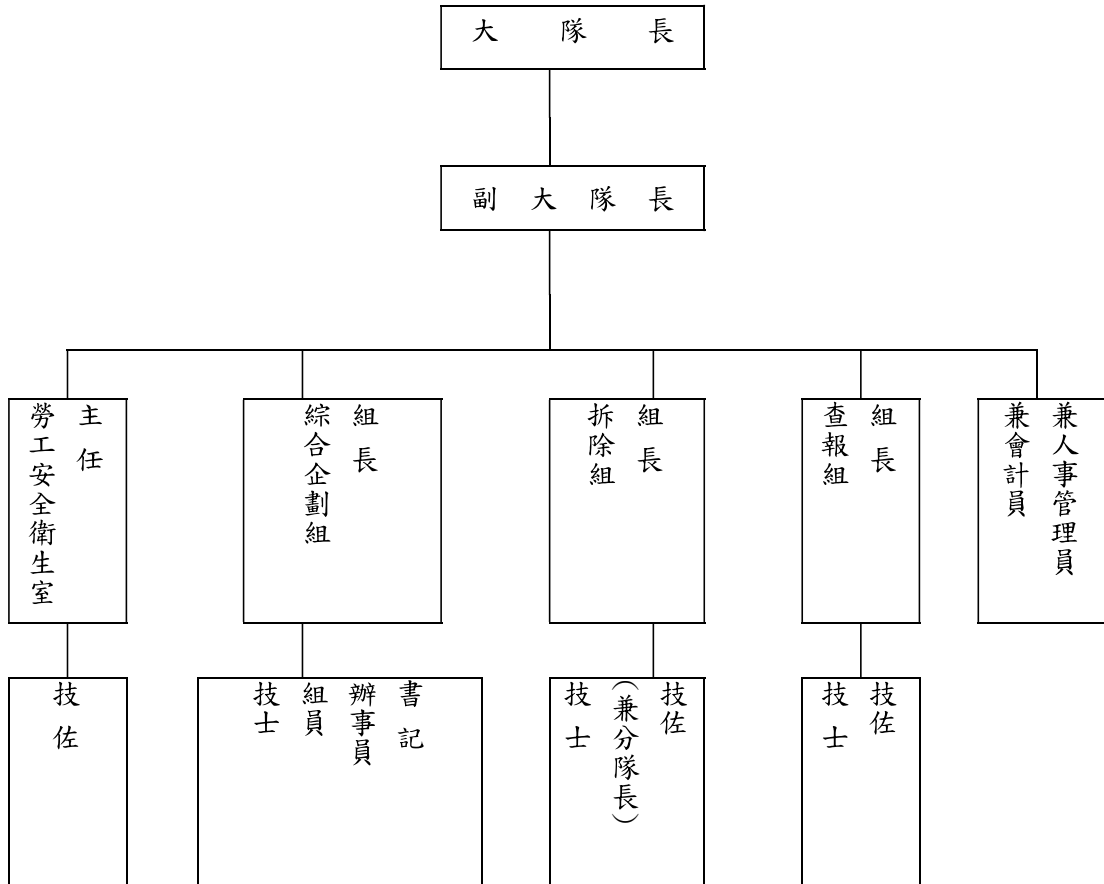 大隊長
副大隊長
主任
勞工安全衛生室
組長
綜合企劃組
組長
拆除組
組長
查報組
兼人事管理員
兼會計員
技佐
書記
辦事員
組員
技士
技佐
（兼分隊長）
技士
技佐
技士